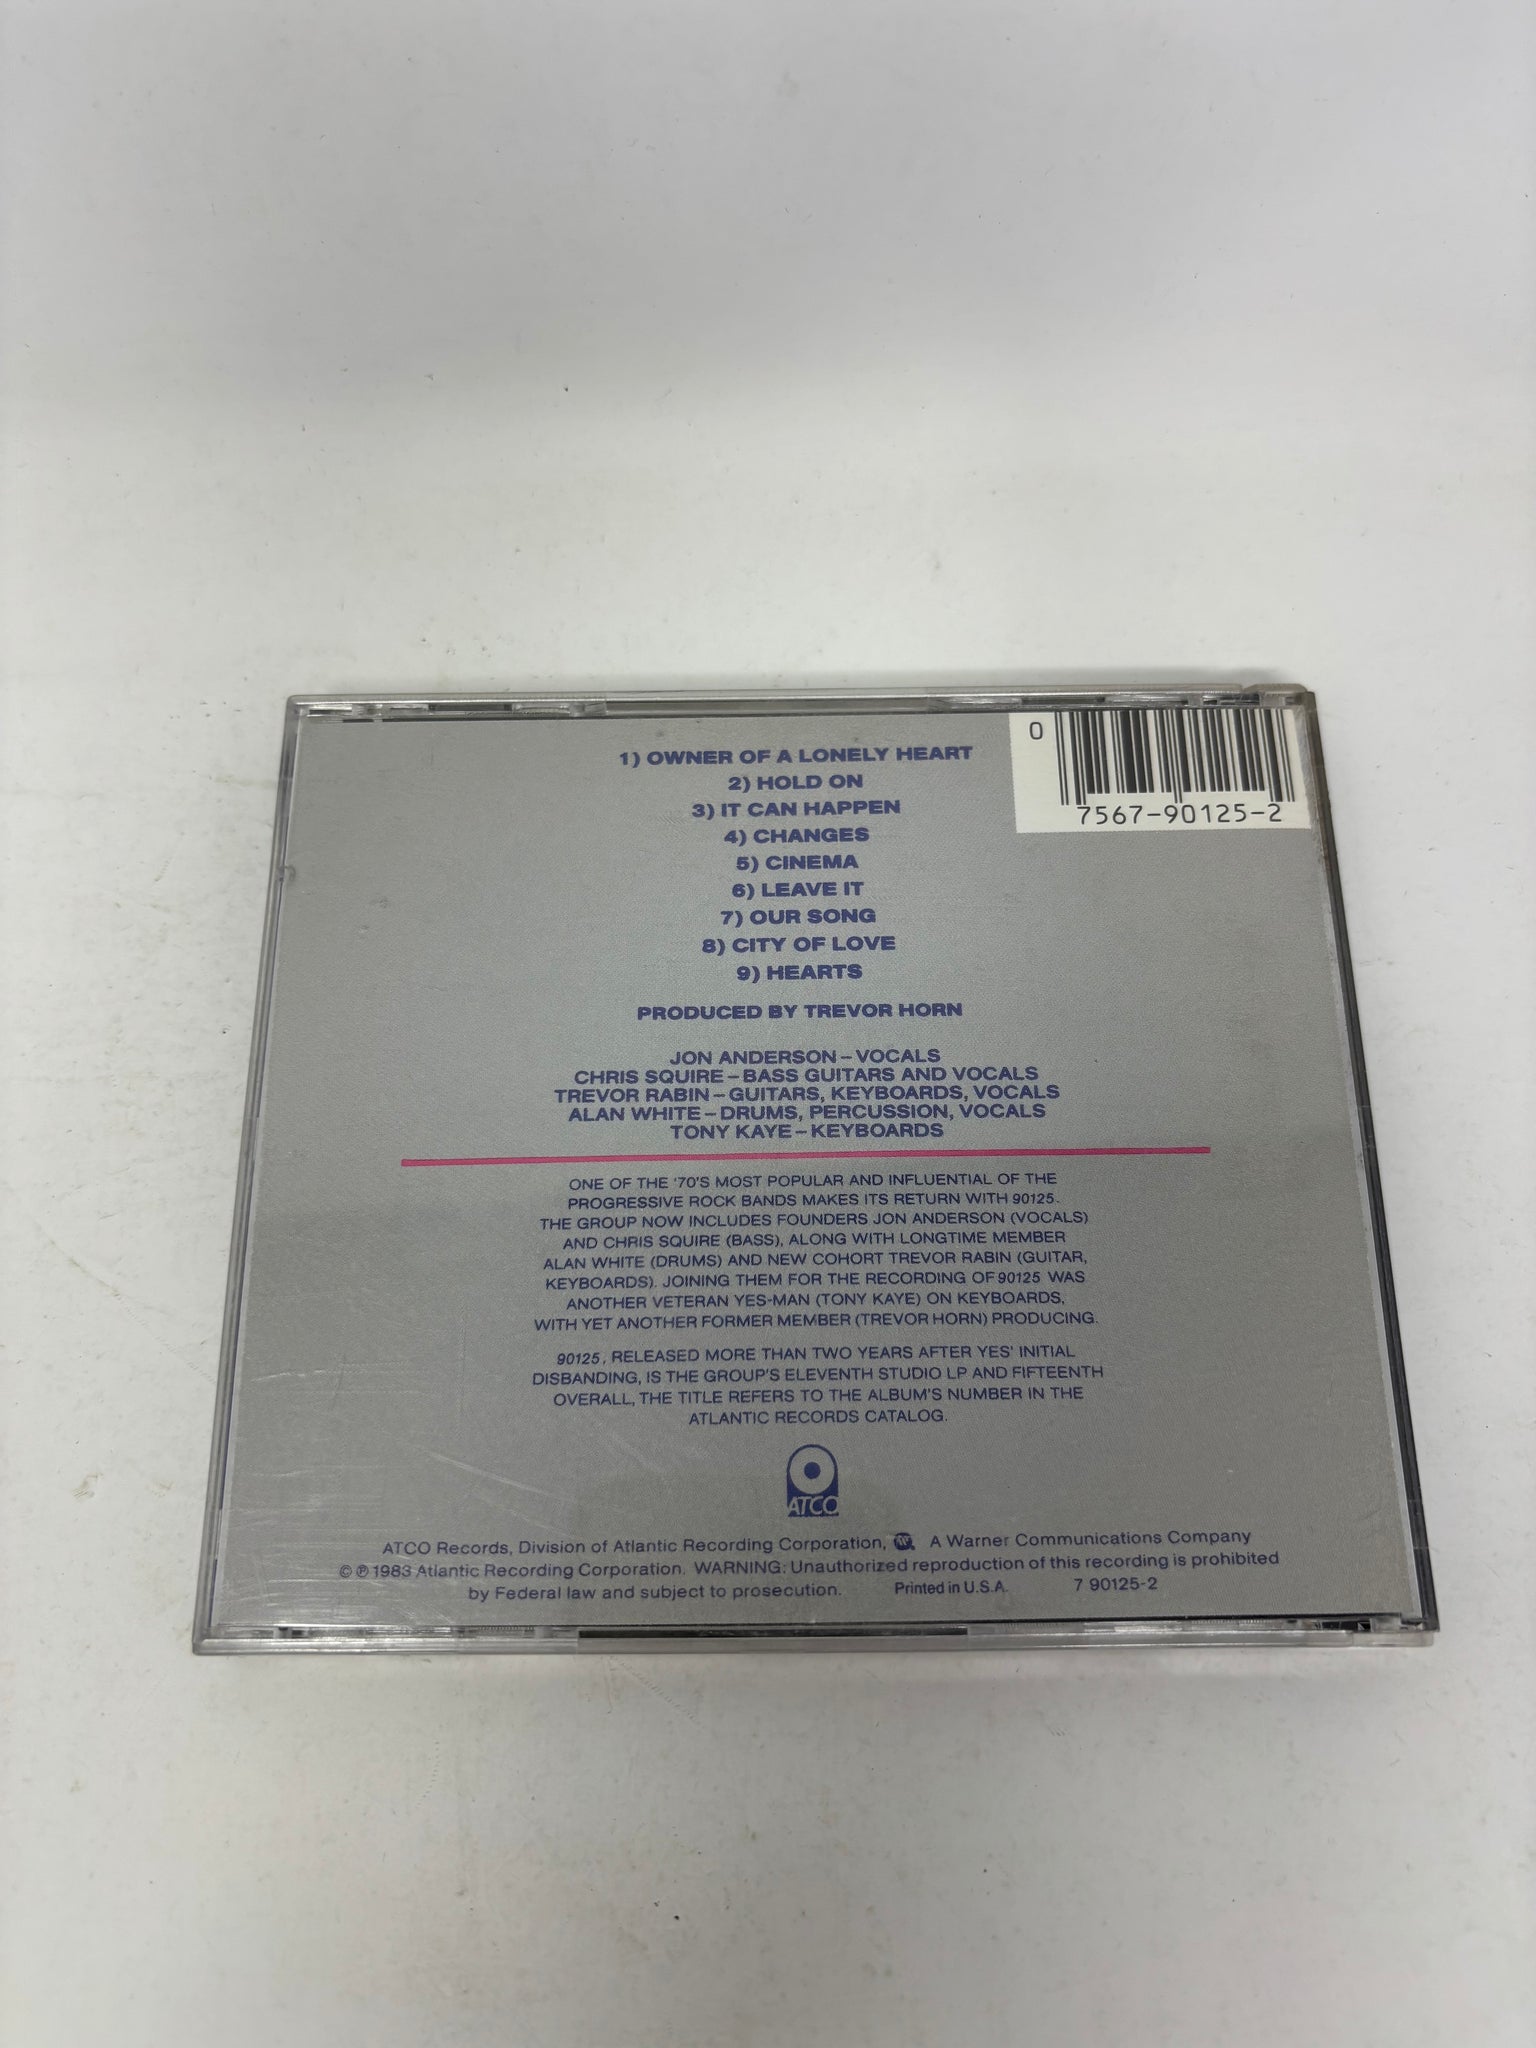 1) OWNER OF A LONELY HEART
2) HOLD ON
3) IT CAN HAPPEN
4) CHANGES
5) CINEMA
6) LEAVE IT
7) OUR SONG
8) CITY OF LOVE
9) HEARTS
0
7567-90125-2
PRODUCED BY TREVOR HORN
JON ANDERSON – VOCALS
CHRIS SQUIRE – BASS GUITARS AND VOCALS
TREVOR RABIN – GUITARS, KEYBOARDS, VOCALS
ALAN WHITE – DRUMS, PERCUSSION, VOCALS
TONY KAYE – KEYBOARDS
ONE OF THE '70'S MOST POPULAR AND INFLUENTIAL OF THE
PROGRESSIVE ROCK BANDS MAKES ITS RETURN WITH 90125.
THE GROUP NOW INCLUDES FOUNDERS JON ANDERSON (VOCALS)
AND CHRIS SQUIRE (BASS), ALONG WITH LONGTIME MEMBER
ALAN WHITE (DRUMS) AND NEW COHORT TREVOR RABIN (GUITAR,
KEYBOARDS). JOINING THEM FOR THE RECORDING OF 90125 WAS
ANOTHER VETERAN YES-MAN (TONY KAYE) ON KEYBOARDS,
WITH YET ANOTHER FORMER MEMBER (TREVOR HORN) PRODUCING.
90125, RELEASED MORE THAN TWO YEARS AFTER YES' INITIAL
DISBANDING, IS THE GROUP'S ELEVENTH STUDIO LP AND FIFTEENTH
OVERALL, THE TITLE REFERS TO THE ALBUM'S NUMBER IN THE
ATLANTIC RECORDS CATALOG.
ATCO
ATCO Records, Division of Atlantic Recording Corporation, A Warner Communications Company
© ℗ 1983 Atlantic Recording Corporation. WARNING: Unauthorized reproduction of this recording is prohibited
by Federal law and subject to prosecution. Printed in U.S.A. 7 90125-2